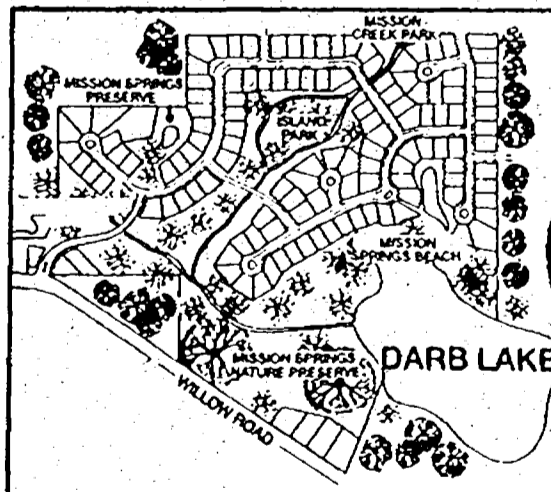 MISSION
CREEK PARK
MISSION SPRINGS
PRESERVE
ISLAND
PARK
MISSION
SPRINGS BEACH
DARB LAKE
MISSION SPRINGS
NATURE PRESERVE
WILLOW ROAD